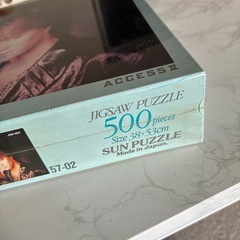 ACCESS II
JIGSAW PUZZLE
500 pieces
Size 38×53cm
SUN PUZZLE
Made in Japan.
57-02